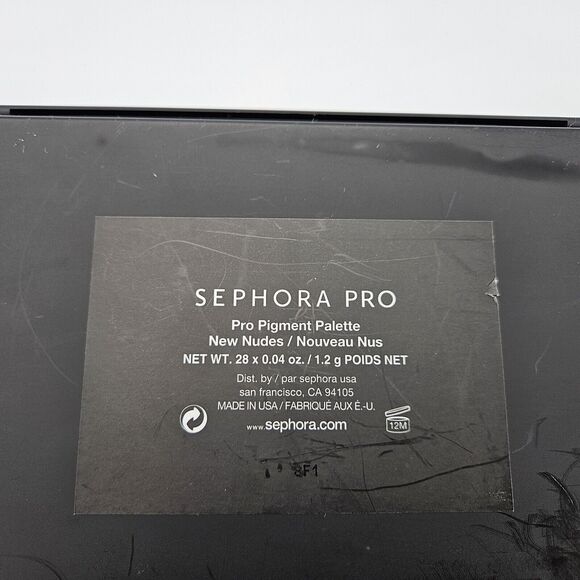 SEPHORA PRO
Pro Pigment Palette
New Nudes / Nouveau Nus
NET WT. 28 x 0.04 oz. / 1.2 g POIDS NET
Dist. by / par sephora usa
san francisco, CA 94105
MADE IN USA / FABRIQUÉ AUX É.-U.
www.sephora.com
12M
8F1